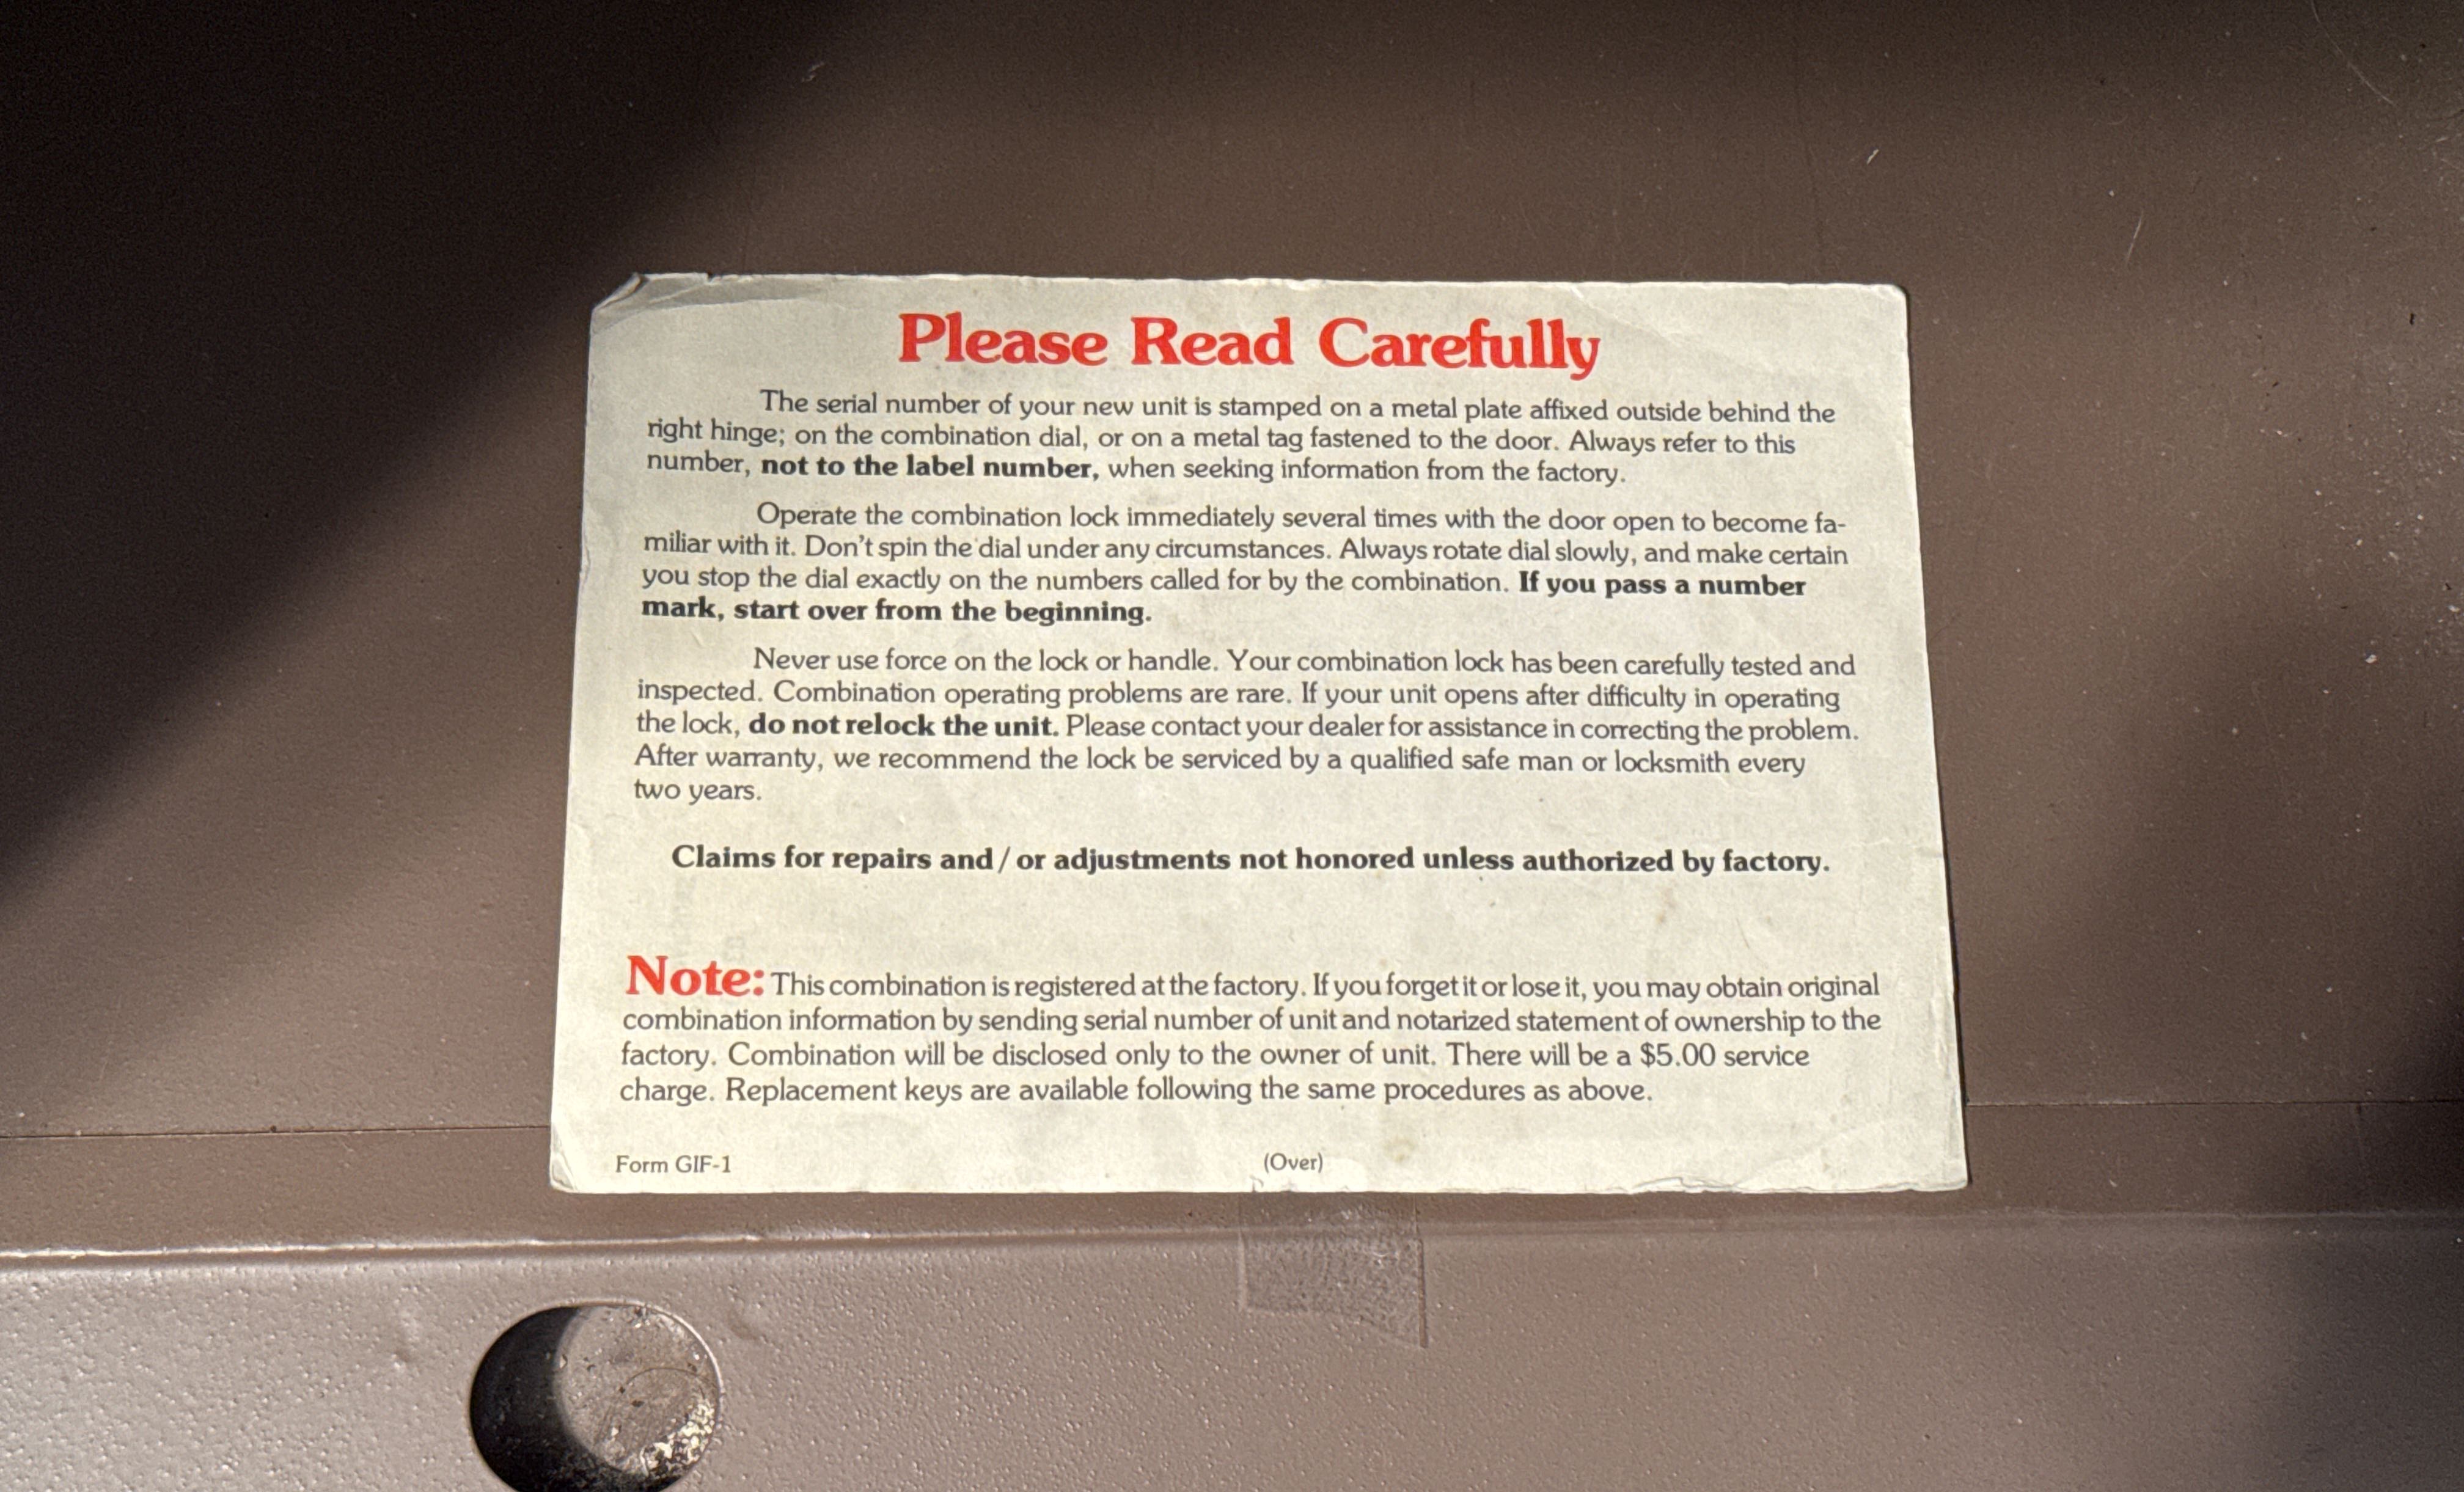 Please Read Carefully
The serial number of your new unit is stamped on a metal plate affixed outside behind the
right hinge; on the combination dial, or on a metal tag fastened to the door. Always refer to this
number, not to the label number, when seeking information from the factory.
Operate the combination lock immediately several times with the door open to become fa-
miliar with it. Don't spin the dial under any circumstances. Always rotate dial slowly, and make certain
you stop the dial exactly on the numbers called for by the combination. If you pass a number
mark, start over from the beginning.
Never use force on the lock or handle. Your combination lock has been carefully tested and
inspected. Combination operating problems are rare. If your unit opens after difficulty in operating
the lock, do not relock the unit. Please contact your dealer for assistance in correcting the problem.
After warranty, we recommend the lock be serviced by a qualified safe man or locksmith every
two years.
Claims for repairs and/or adjustments not honored unless authorized by factory.
Note: This combination is registered at the factory. If you forget it or lose it, you may obtain original
combination information by sending serial number of unit and notarized statement of ownership to the
factory. Combination will be disclosed only to the owner of unit. There will be a $5.00 service
charge. Replacement keys are available following the same procedures as above.
Form GIF-1
(Over)